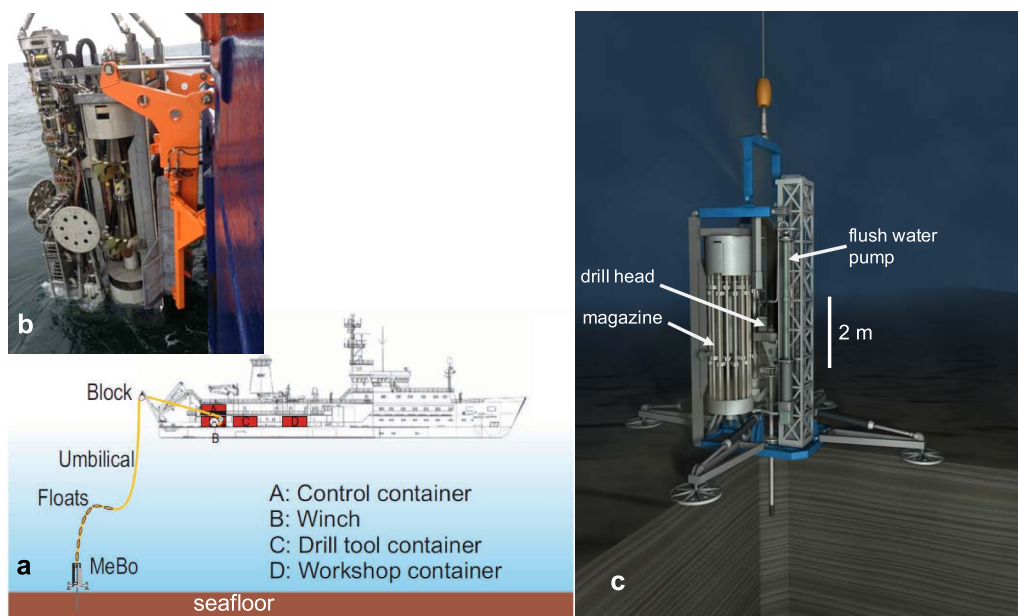 b
Block
A
B
C
D
Umbilical
Floats
MeBo
A: Control container
B: Winch
C: Drill tool container
D: Workshop container
a
seafloor
flush water
pump
drill head
magazine
2 m
c